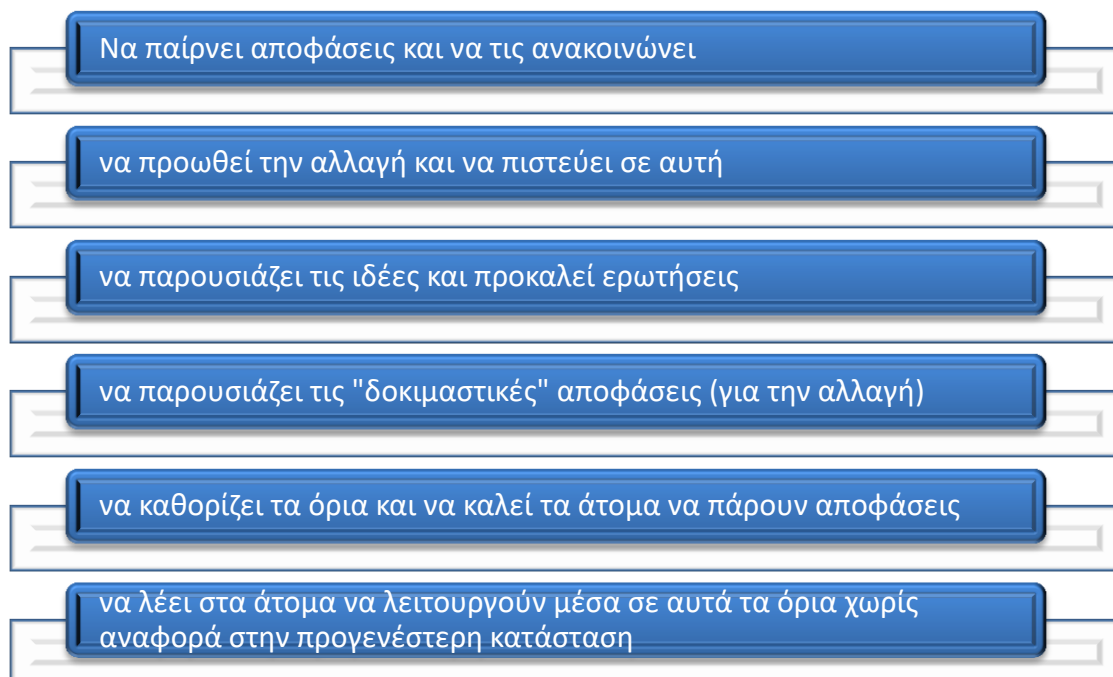 Να παίρνει αποφάσεις και να τις ανακοινώνει
να προωθεί την αλλαγή και να πιστεύει σε αυτή
να παρουσιάζει τις ιδέες και προκαλεί ερωτήσεις
να παρουσιάζει τις "δοκιμαστικές" αποφάσεις (για την αλλαγή)
να καθορίζει τα όρια και να καλεί τα άτομα να πάρουν αποφάσεις
να λέει στα άτομα να λειτουργούν μέσα σε αυτά τα όρια χωρίς
αναφορά στην προγενέστερη κατάσταση